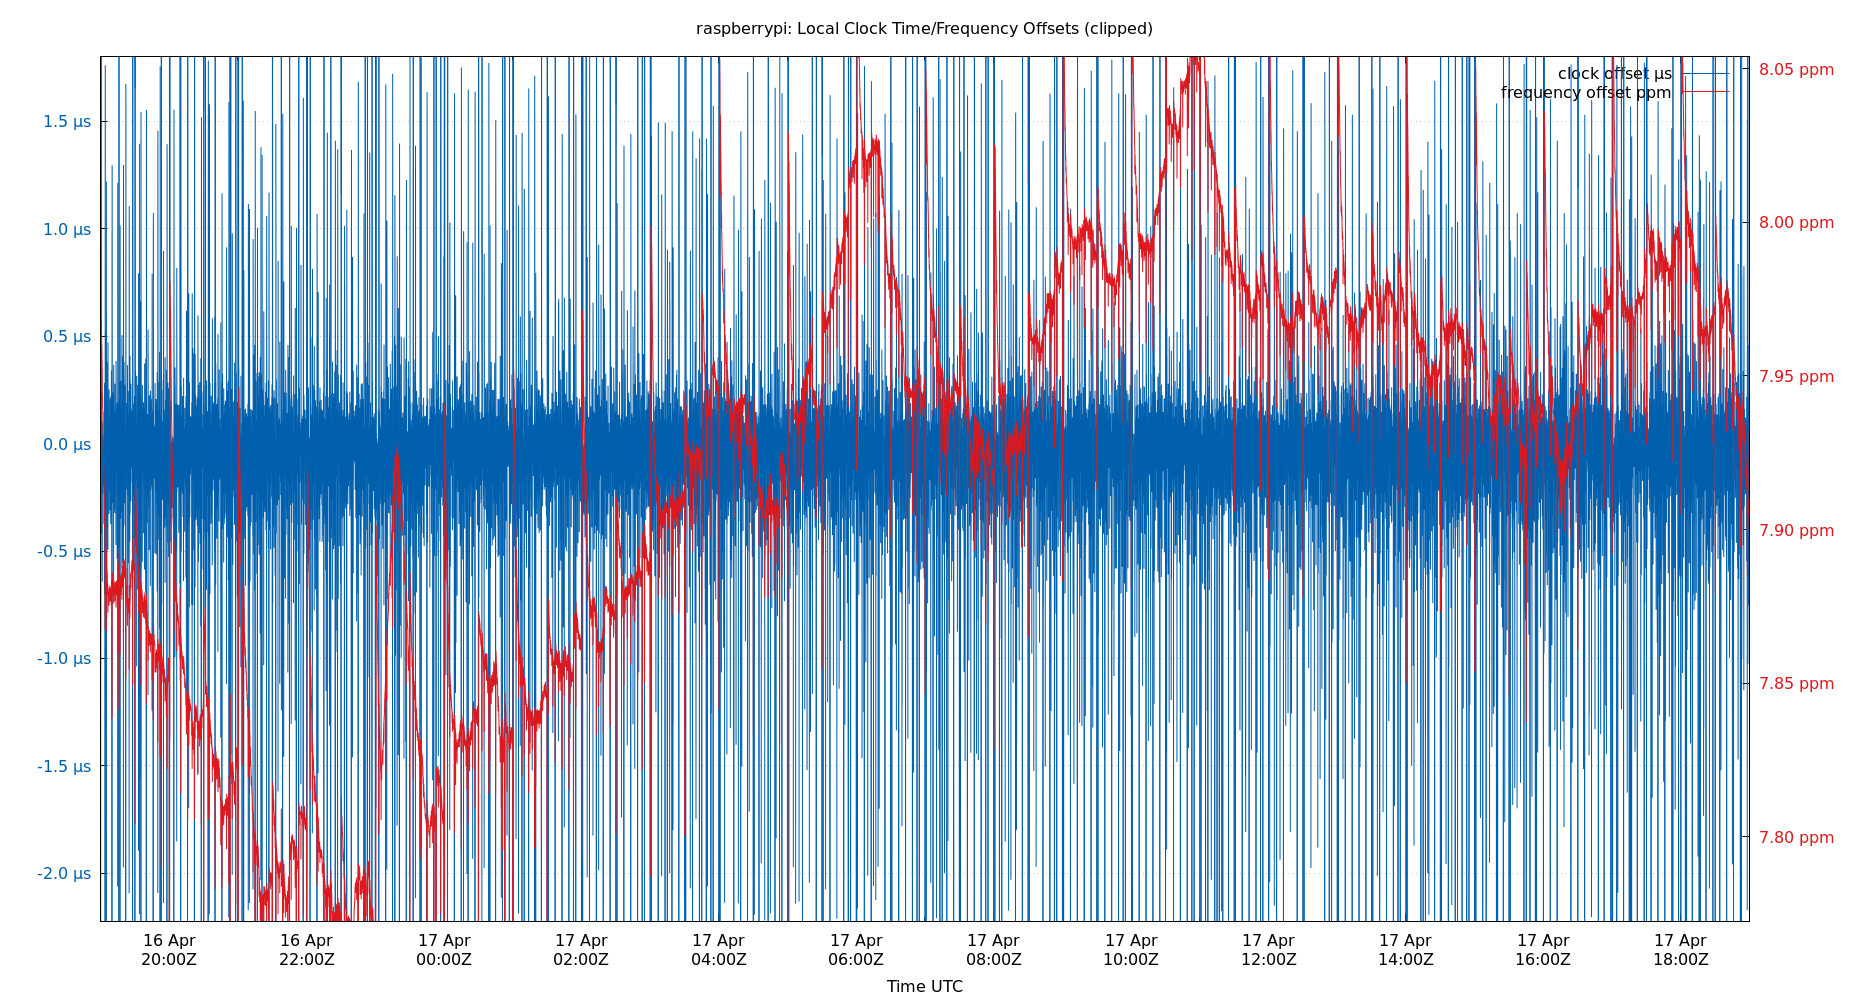 raspberrypi: Local Clock Time/Frequency Offsets (clipped)
clock offset µs
frequency offset ppm
1.5 µs
1.0 µs
0.5 µs
0.0 µs
-0.5 µs
-1.0 µs
-1.5 µs
-2.0 µs
8.05 ppm
8.00 ppm
7.95 ppm
7.90 ppm
7.85 ppm
7.80 ppm
16 Apr 16 Apr 17 Apr 17 Apr 17 Apr 17 Apr 17 Apr 17 Apr 17 Apr 17 Apr 17 Apr 17 Apr
20:00Z 22:00Z 00:00Z 02:00Z 04:00Z 06:00Z 08:00Z 10:00Z 12:00Z 14:00Z 16:00Z 18:00Z
Time UTC